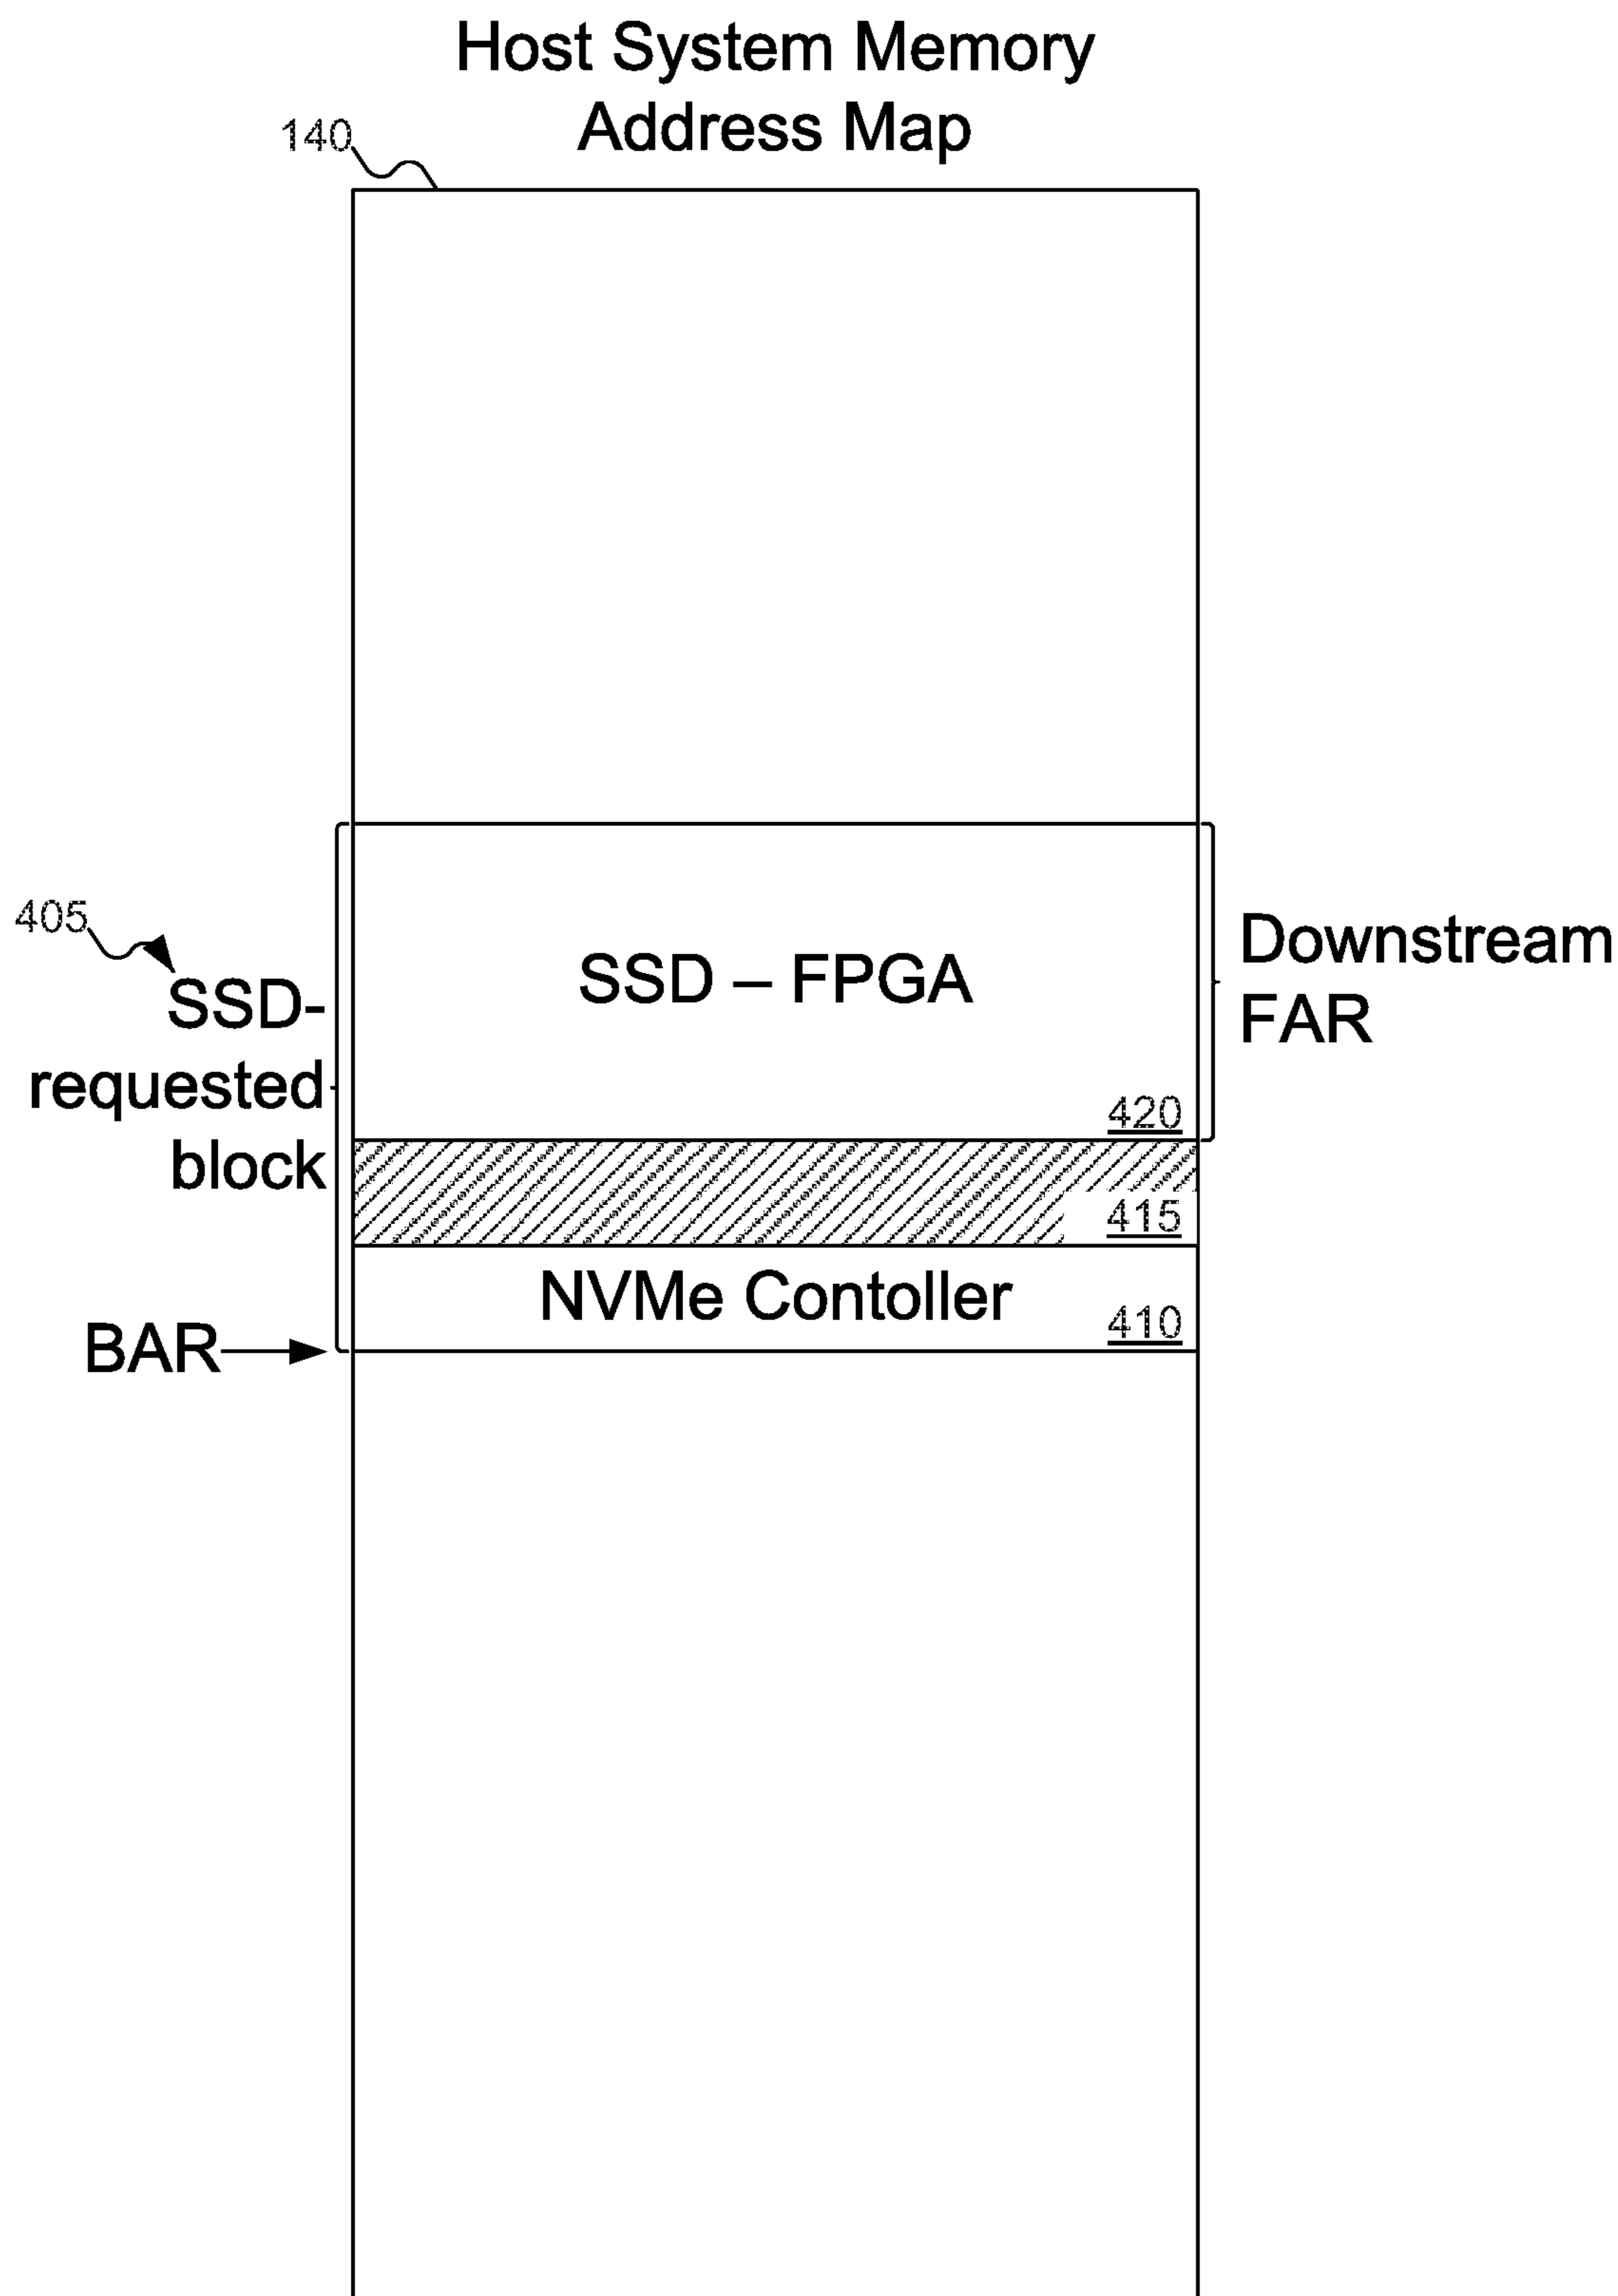 Host System Memory
Address Map
140
405
SSD-
requested
block
SSD – FPGA
420
Downstream
FAR
415
NVMe Contoller
410
BAR